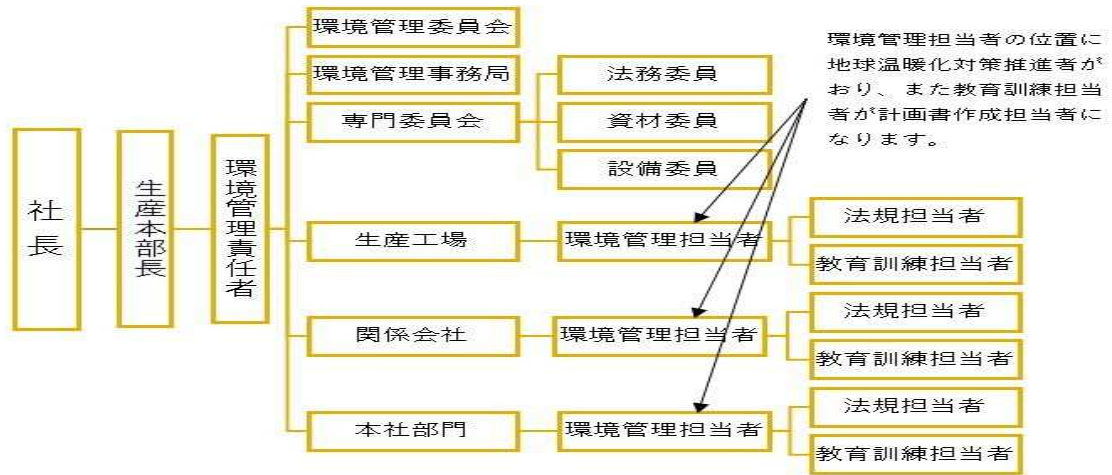 社長
生産本部長
環境管理責任者
環境管理委員会
環境管理事務局
専門委員会
法務委員
資材委員
設備委員
生産工場
環境管理担当者
法規担当者
教育訓練担当者
関係会社
環境管理担当者
法規担当者
教育訓練担当者
本社部門
環境管理担当者
法規担当者
教育訓練担当者
環境管理担当者の位置に
地球温暖化対策推進者が
おり、また教育訓練担当
者が計画書作成担当者に
なります。